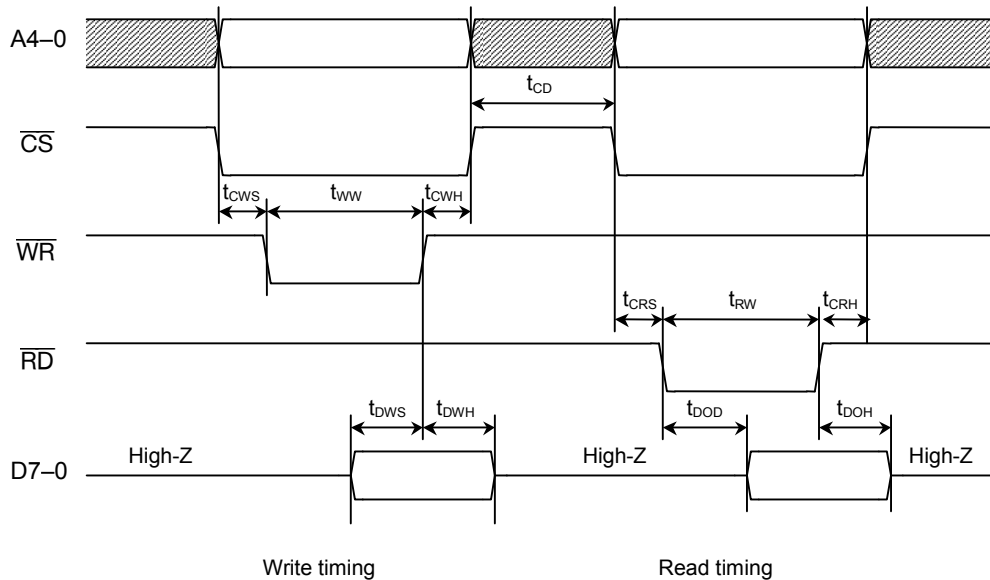 A4–0
tCD
CS
tCWS tWW tCWH
WR
tCRS tRW tCRH
RD
tDWS tDWH tDOD tDOH
High-Z High-Z High-Z
D7–0
Write timing Read timing